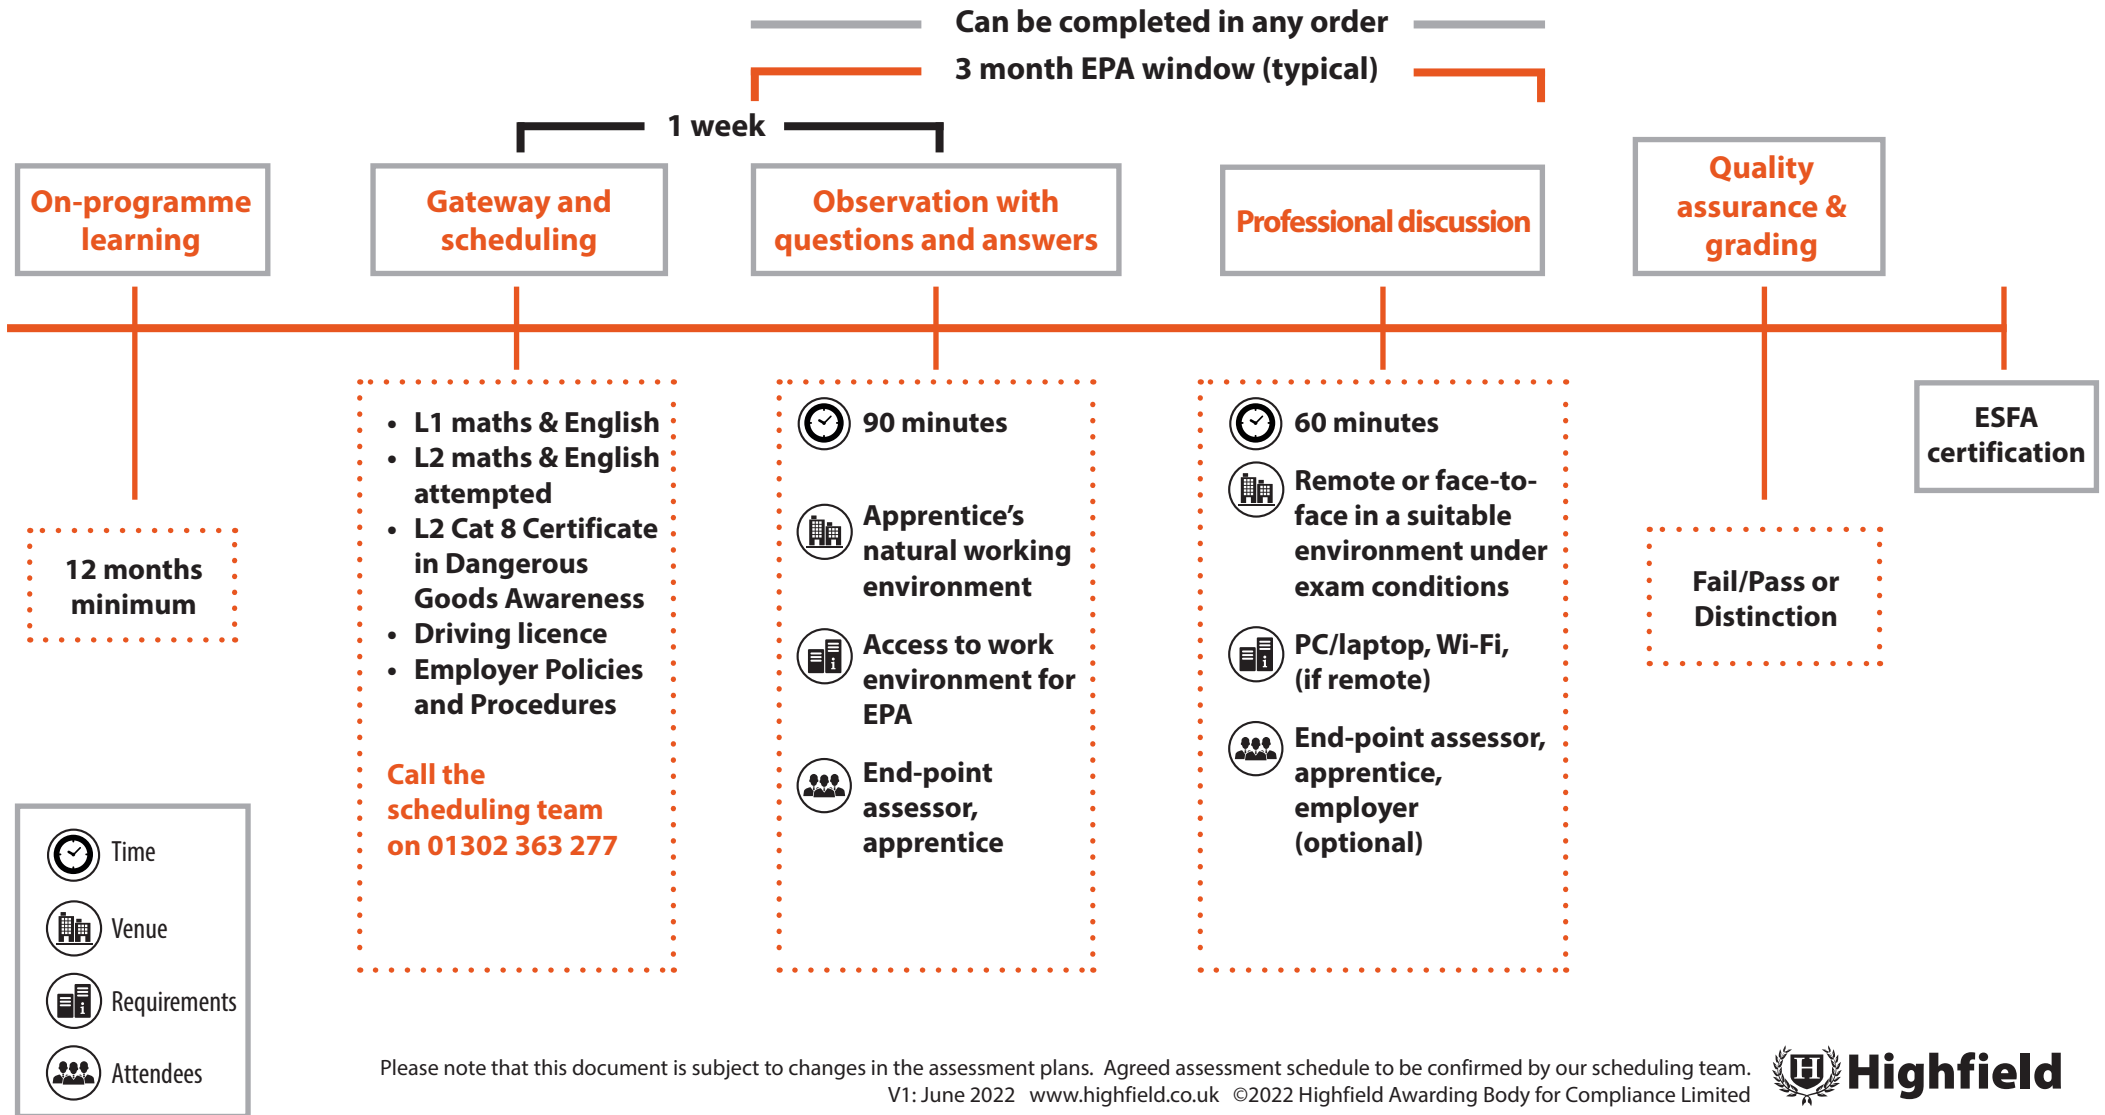 Can be completed in any order
3 month EPA window (typical)
1 week
On-programme
learning
Gateway and
scheduling
Observation with
questions and answers
Professional discussion
Quality
assurance &
grading
12 months
minimum
• L1 maths & English
• L2 maths & English
attempted
• L2 Cat 8 Certificate
in Dangerous
Goods Awareness
• Driving licence
• Employer Policies
and Procedures
Call the
scheduling team
on 01302 363 277
90 minutes
Apprentice’s
natural working
environment
Access to work
environment for
EPA
End-point
assessor,
apprentice
60 minutes
Remote or face-to-
face in a suitable
environment under
exam conditions
PC/laptop, Wi-Fi,
(if remote)
End-point assessor,
apprentice,
employer
(optional)
Fail/Pass or
Distinction
ESFA
certification
Time
Venue
Requirements
Attendees
Please note that this document is subject to changes in the assessment plans. Agreed assessment schedule to be confirmed by our scheduling team.
V1: June 2022 www.highfield.co.uk ©2022 Highfield Awarding Body for Compliance Limited
H Highfield